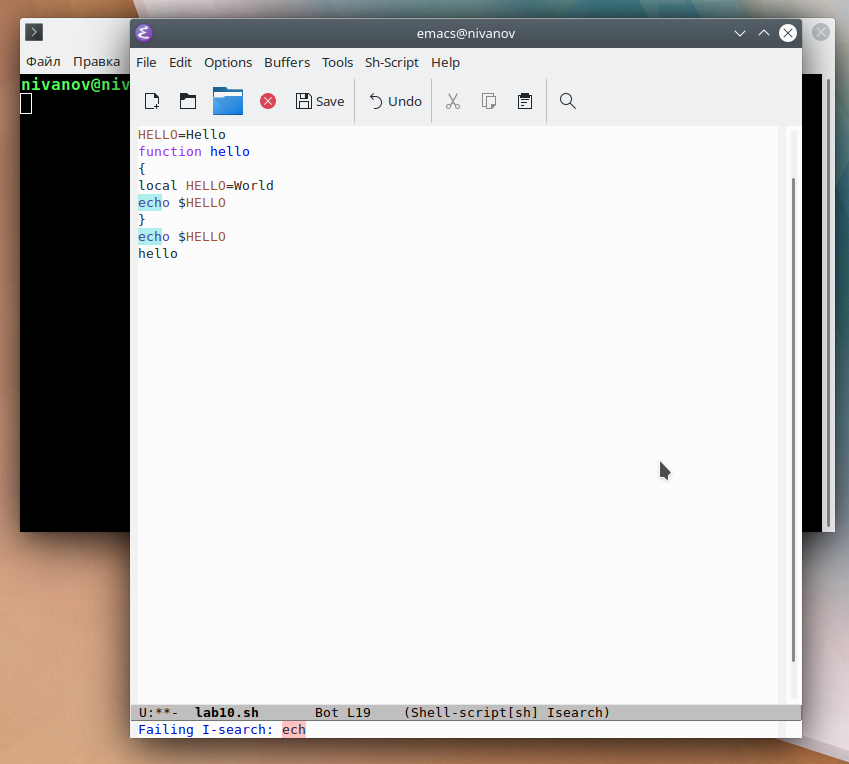 emacs@nivanov
Файл Правка
File Edit Options Buffers Tools Sh-Script Help
nivanov@niv
Save Undo
HELLO=Hello
function hello
{
local HELLO=World
echo $HELLO
}
echo $HELLO
hello
U:**- lab10.sh Bot L19 (Shell-script[sh] Isearch)
Failing I-search: ech